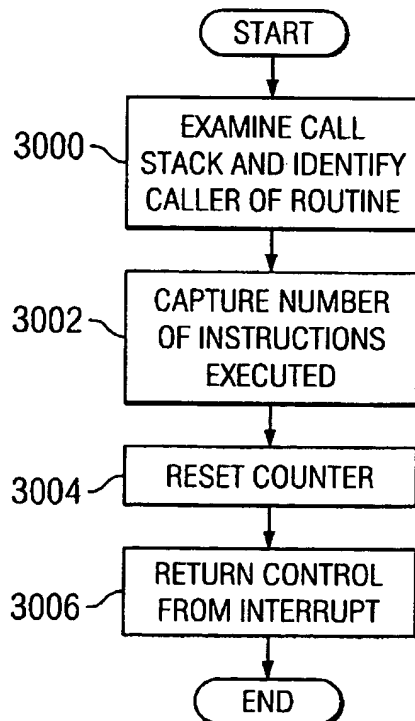 START
3000
EXAMINE CALL
STACK AND IDENTIFY
CALLER OF ROUTINE
3002
CAPTURE NUMBER
OF INSTRUCTIONS
EXECUTED
3004
RESET COUNTER
3006
RETURN CONTROL
FROM INTERRUPT
END